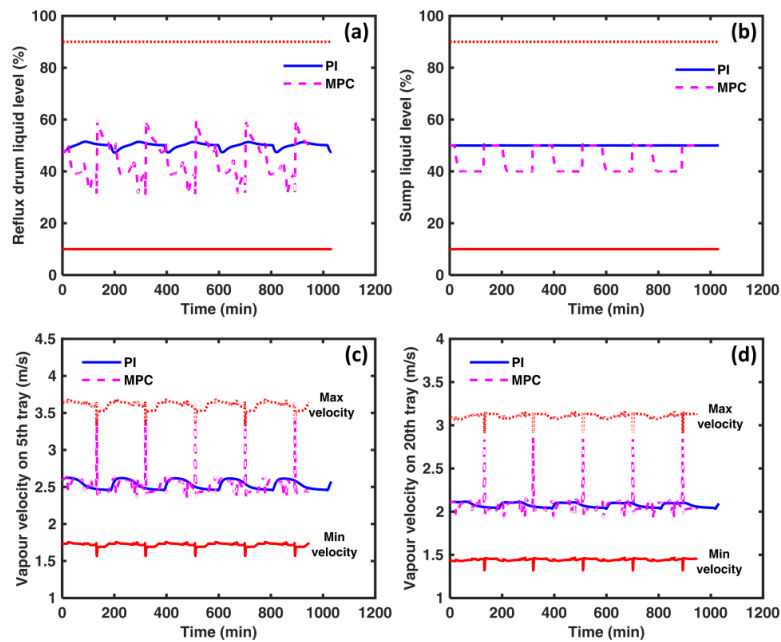 (a)
Reflux drum liquid level (%)
100
80
60
40
20
0
PI
MPC
0 200 400 600 800 1000 1200
Time (min)
(b)
Sump liquid level (%)
100
80
60
40
20
0
PI
MPC
0 200 400 600 800 1000 1200
Time (min)
(c)
Vapour velocity on 5th tray (m/s)
4.5
4
3.5
3
2.5
2
1.5
1
PI
MPC
Max
velocity
Min
velocity
0 200 400 600 800 1000 1200
Time (min)
(d)
Vapour velocity on 20th tray (m/s)
4
3.5
3
2.5
2
1.5
1
PI
MPC
Max
velocity
Min
velocity
0 200 400 600 800 1000 1200
Time (min)